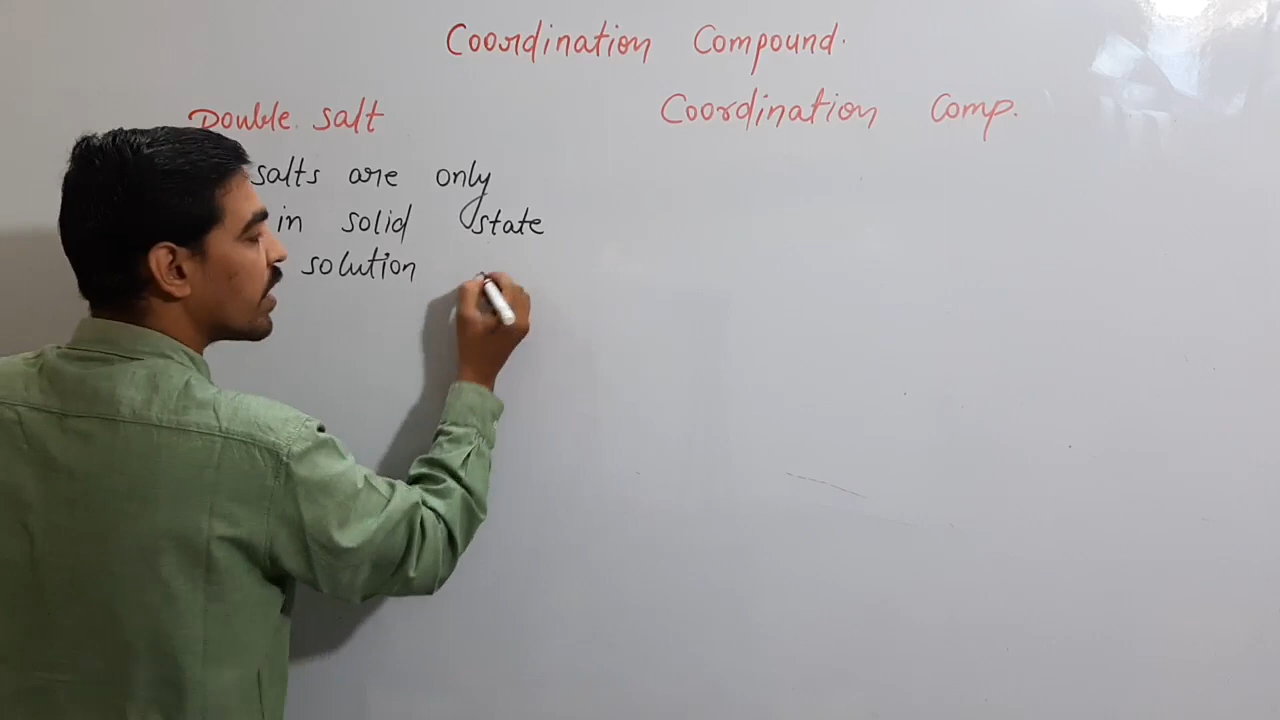 Coordination Compound.
Double salt
Coordination Comp.
salts are only
in solid state
solution